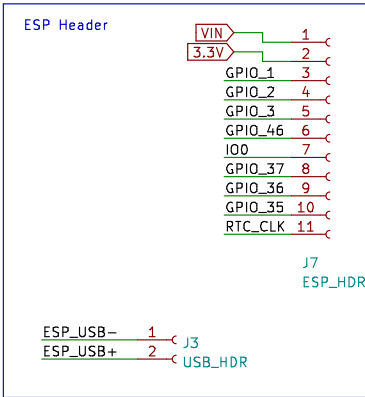 ESP Header
VIN 1
3.3V 2
GPIO_1 3
GPIO_2 4
GPIO_3 5
GPIO_46 6
IO0 7
GPIO_37 8
GPIO_36 9
GPIO_35 10
RTC_CLK 11
J7
ESP_HDR
ESP_USB- 1
J3
ESP_USB+ 2
USB_HDR